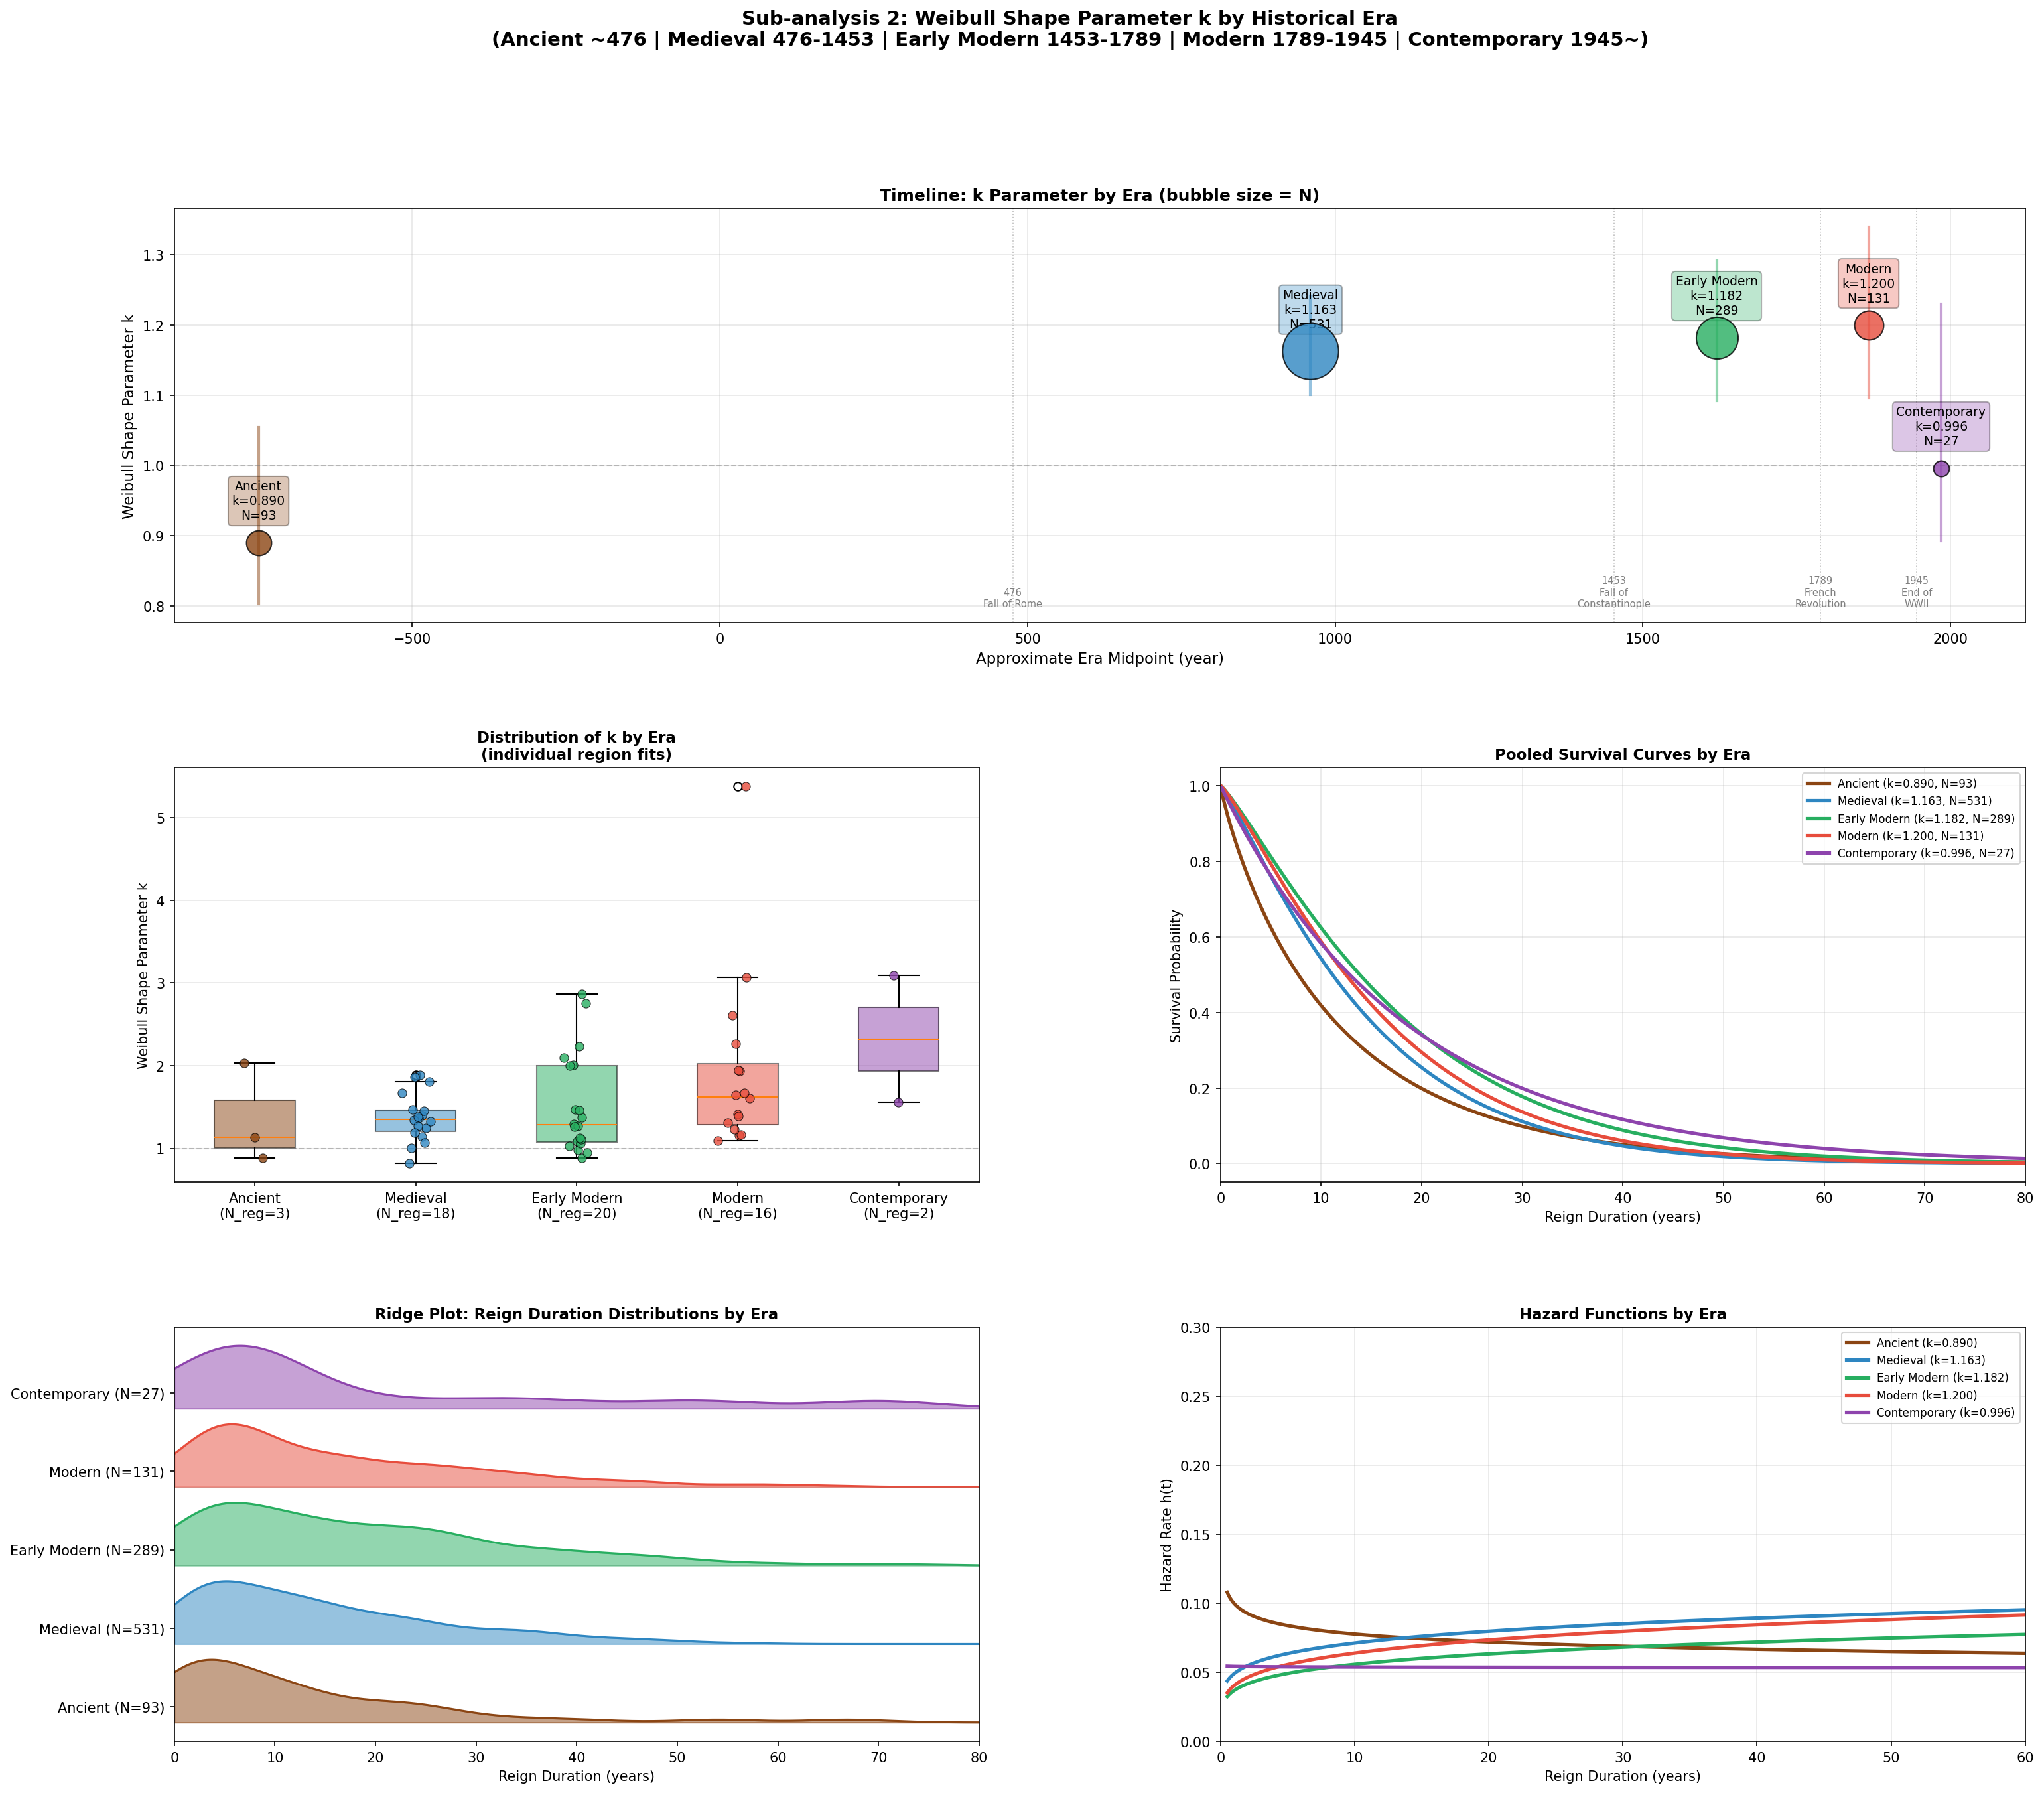 Sub-analysis 2: Weibull Shape Parameter k by Historical Era
(Ancient ~476 | Medieval 476-1453 | Early Modern 1453-1789 | Modern 1789-1945 | Contemporary 1945~)
Timeline: k Parameter by Era (bubble size = N)
Weibull Shape Parameter k
1.3
1.2
1.1
1.0
0.9
0.8
Ancient
k=0.890
N=93
Medieval
k=1.163
N=531
Early Modern
k=1.182
N=289
Modern
k=1.200
N=131
Contemporary
k=0.996
N=27
476
Fall of Rome
1453
Fall of
Constantinople
1789
French
Revolution
1945
End of
WWII
−500 0 500 1000 1500 2000
Approximate Era Midpoint (year)
Distribution of k by Era
(individual region fits)
Weibull Shape Parameter k
5
4
3
2
1
Ancient
(N_reg=3)
Medieval
(N_reg=18)
Early Modern
(N_reg=20)
Modern
(N_reg=16)
Contemporary
(N_reg=2)
Pooled Survival Curves by Era
Survival Probability
1.0
0.8
0.6
0.4
0.2
0.0
Ancient (k=0.890, N=93)
Medieval (k=1.163, N=531)
Early Modern (k=1.182, N=289)
Modern (k=1.200, N=131)
Contemporary (k=0.996, N=27)
0 10 20 30 40 50 60 70 80
Reign Duration (years)
Ridge Plot: Reign Duration Distributions by Era
Contemporary (N=27)
Modern (N=131)
Early Modern (N=289)
Medieval (N=531)
Ancient (N=93)
0 10 20 30 40 50 60 70 80
Reign Duration (years)
Hazard Functions by Era
Hazard Rate h(t)
0.30
0.25
0.20
0.15
0.10
0.05
0.00
Ancient (k=0.890)
Medieval (k=1.163)
Early Modern (k=1.182)
Modern (k=1.200)
Contemporary (k=0.996)
0 10 20 30 40 50 60
Reign Duration (years)